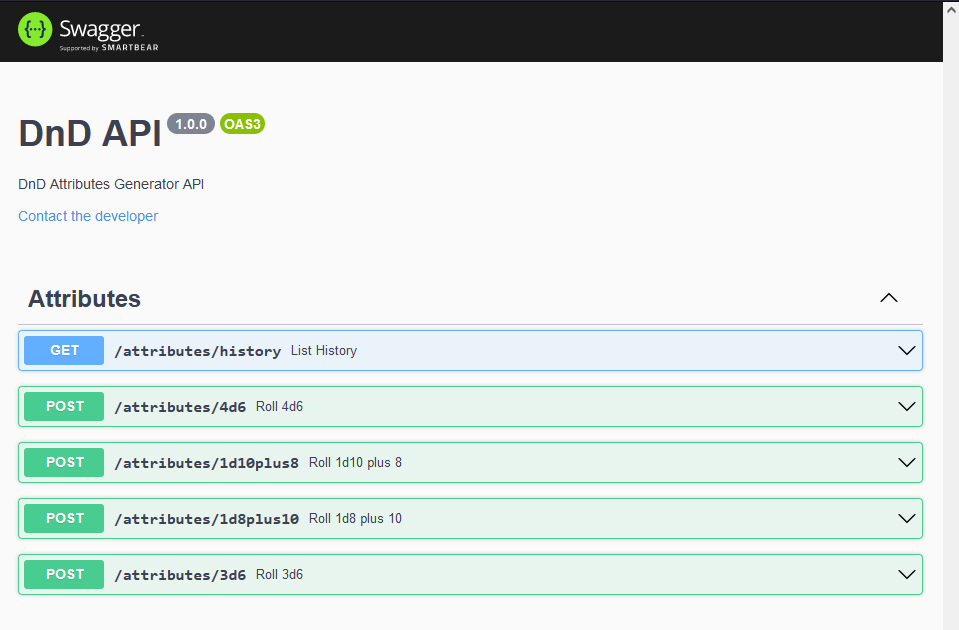 {···} Swagger
Supported by SMARTBEAR
DnD API 1.0.0 OAS3
DnD Attributes Generator API
Contact the developer
Attributes
GET /attributes/history List History
POST /attributes/4d6 Roll 4d6
POST /attributes/1d10plus8 Roll 1d10 plus 8
POST /attributes/1d8plus10 Roll 1d8 plus 10
POST /attributes/3d6 Roll 3d6